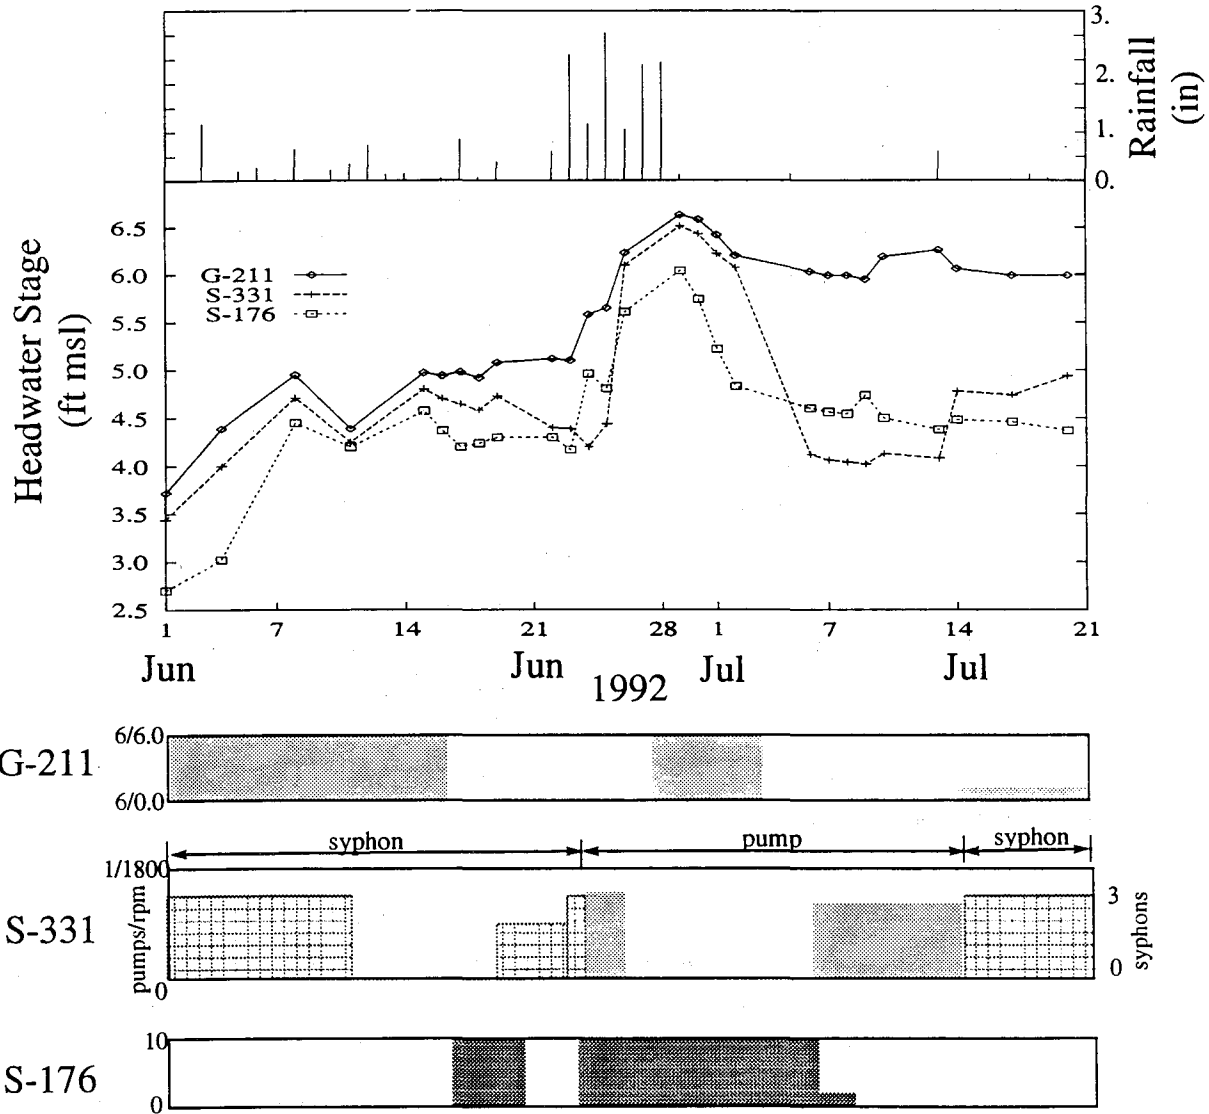 3.
2.
1.
0.
Rainfall
(in)
Headwater Stage
(ft msl)
6.5
6.0
5.5
5.0
4.5
4.0
3.5
3.0
2.5
G-211
S-331
S-176
1 7 14 21 28 1 7 14 21
Jun Jun Jul Jul
1992
G-211
6/6.0
6/0.0
syphon pump syphon
S-331
1/1800
0
pumps/rpm
3
0
syphons
S-176
10
0